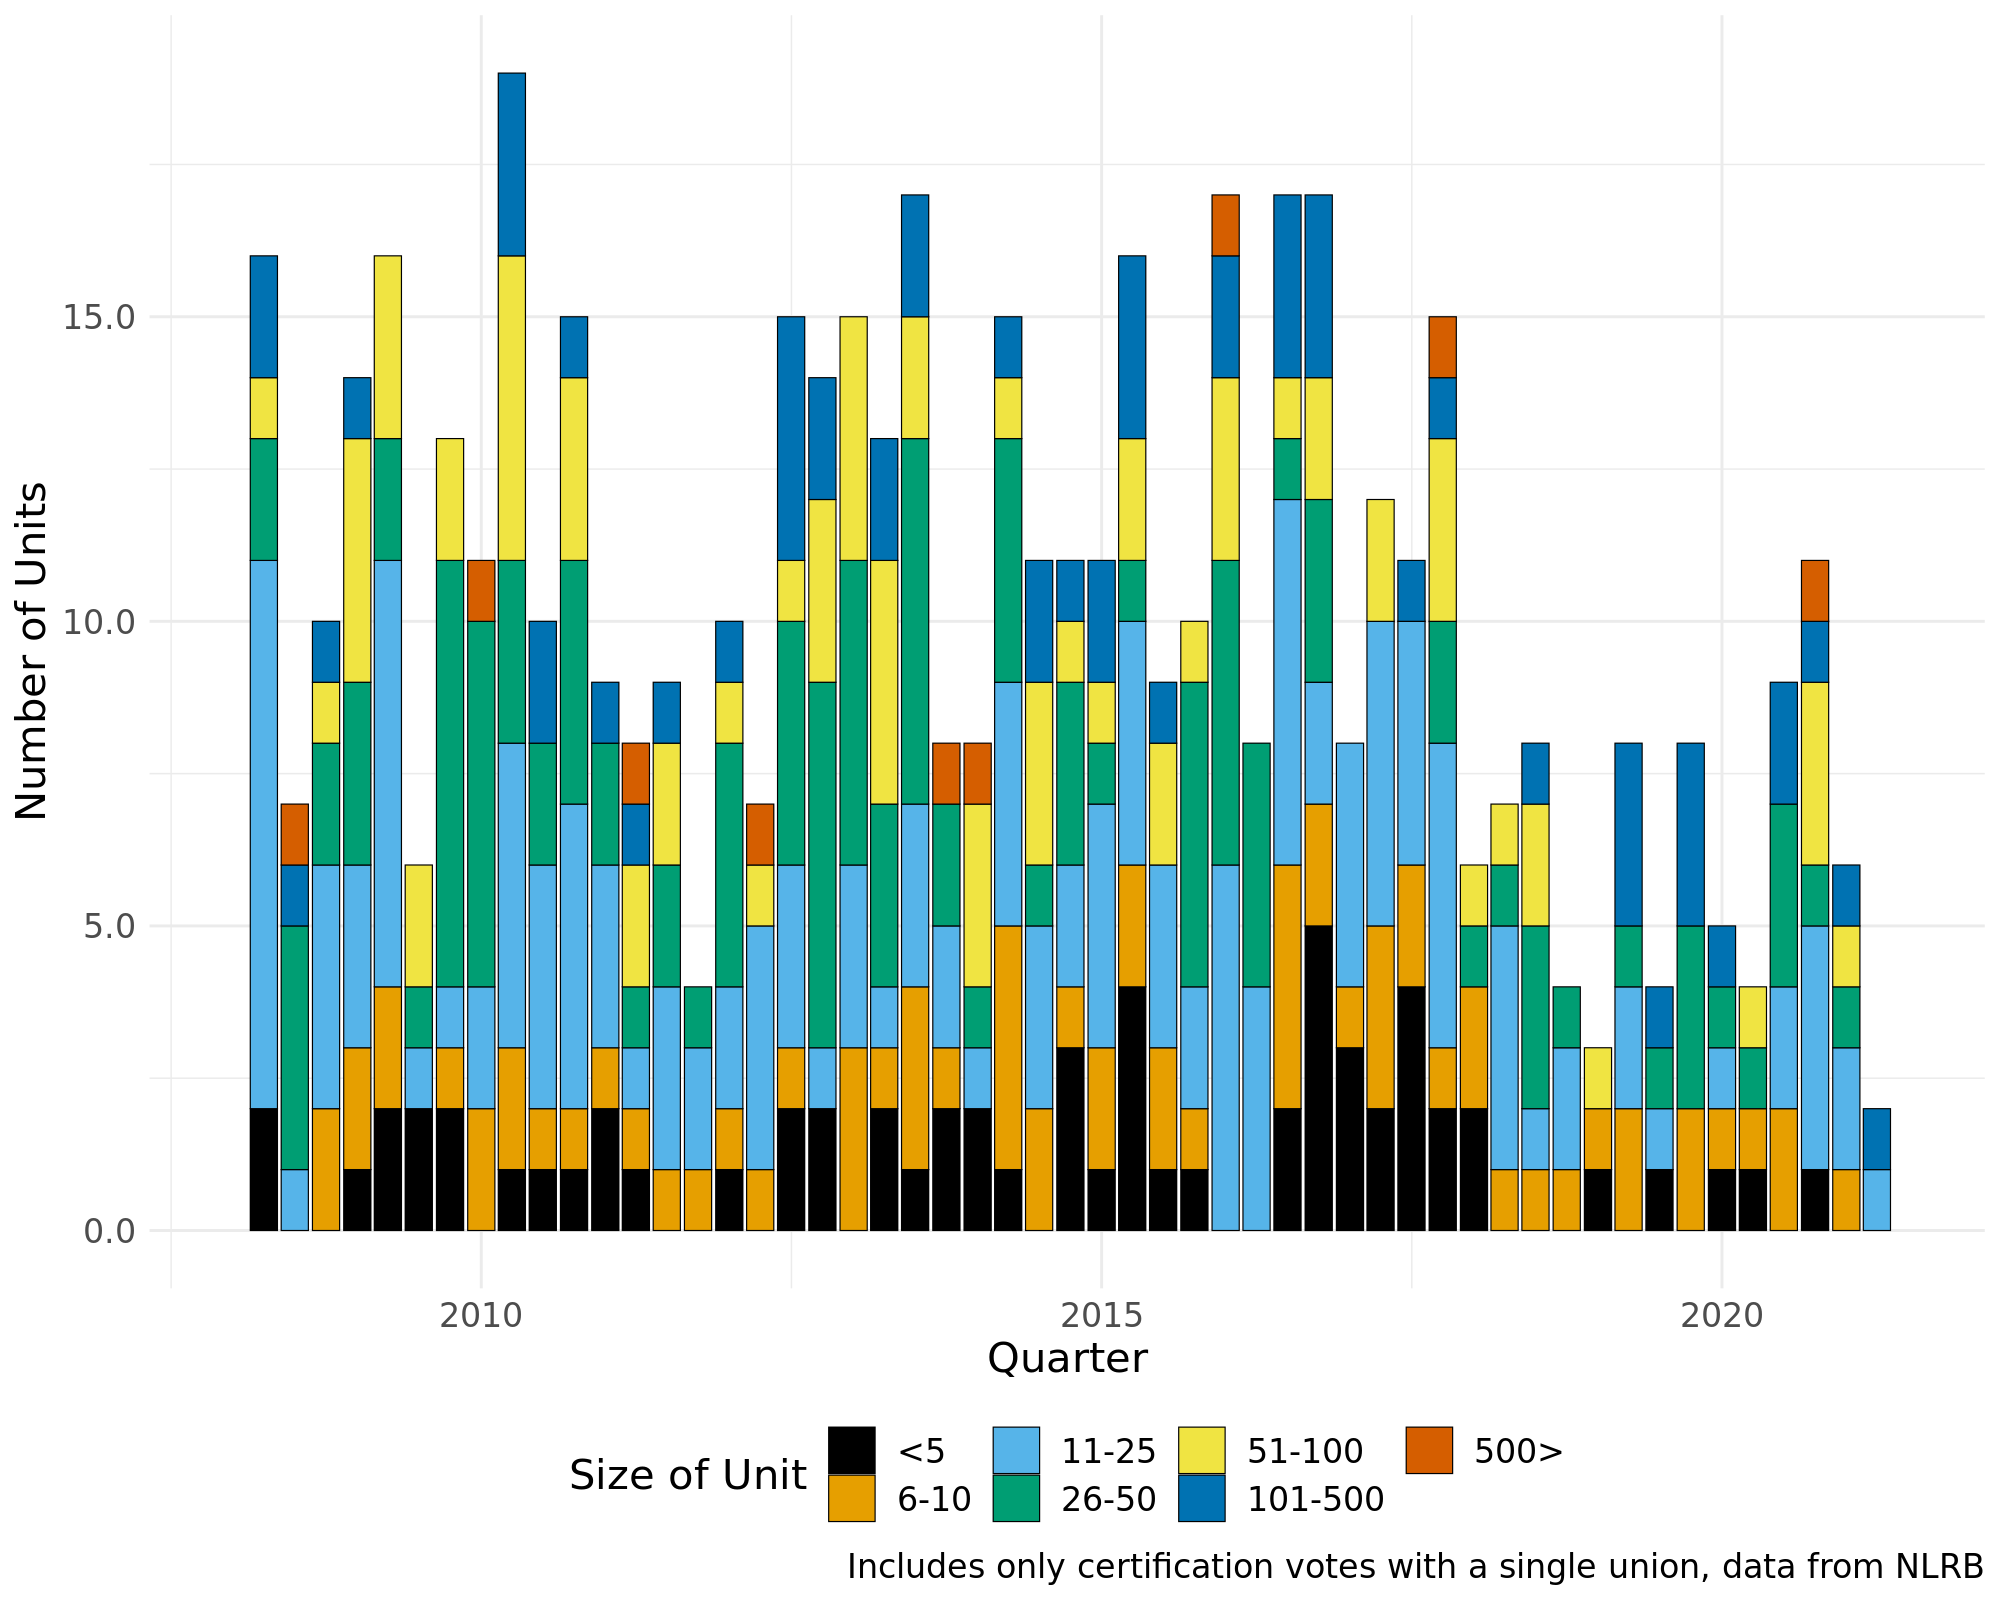 Number of Units
15.0
10.0
5.0
0.0
2010 2015 2020
Quarter
Size of Unit
<5 11-25 51-100 500>
6-10 26-50 101-500
Includes only certification votes with a single union, data from NLRB